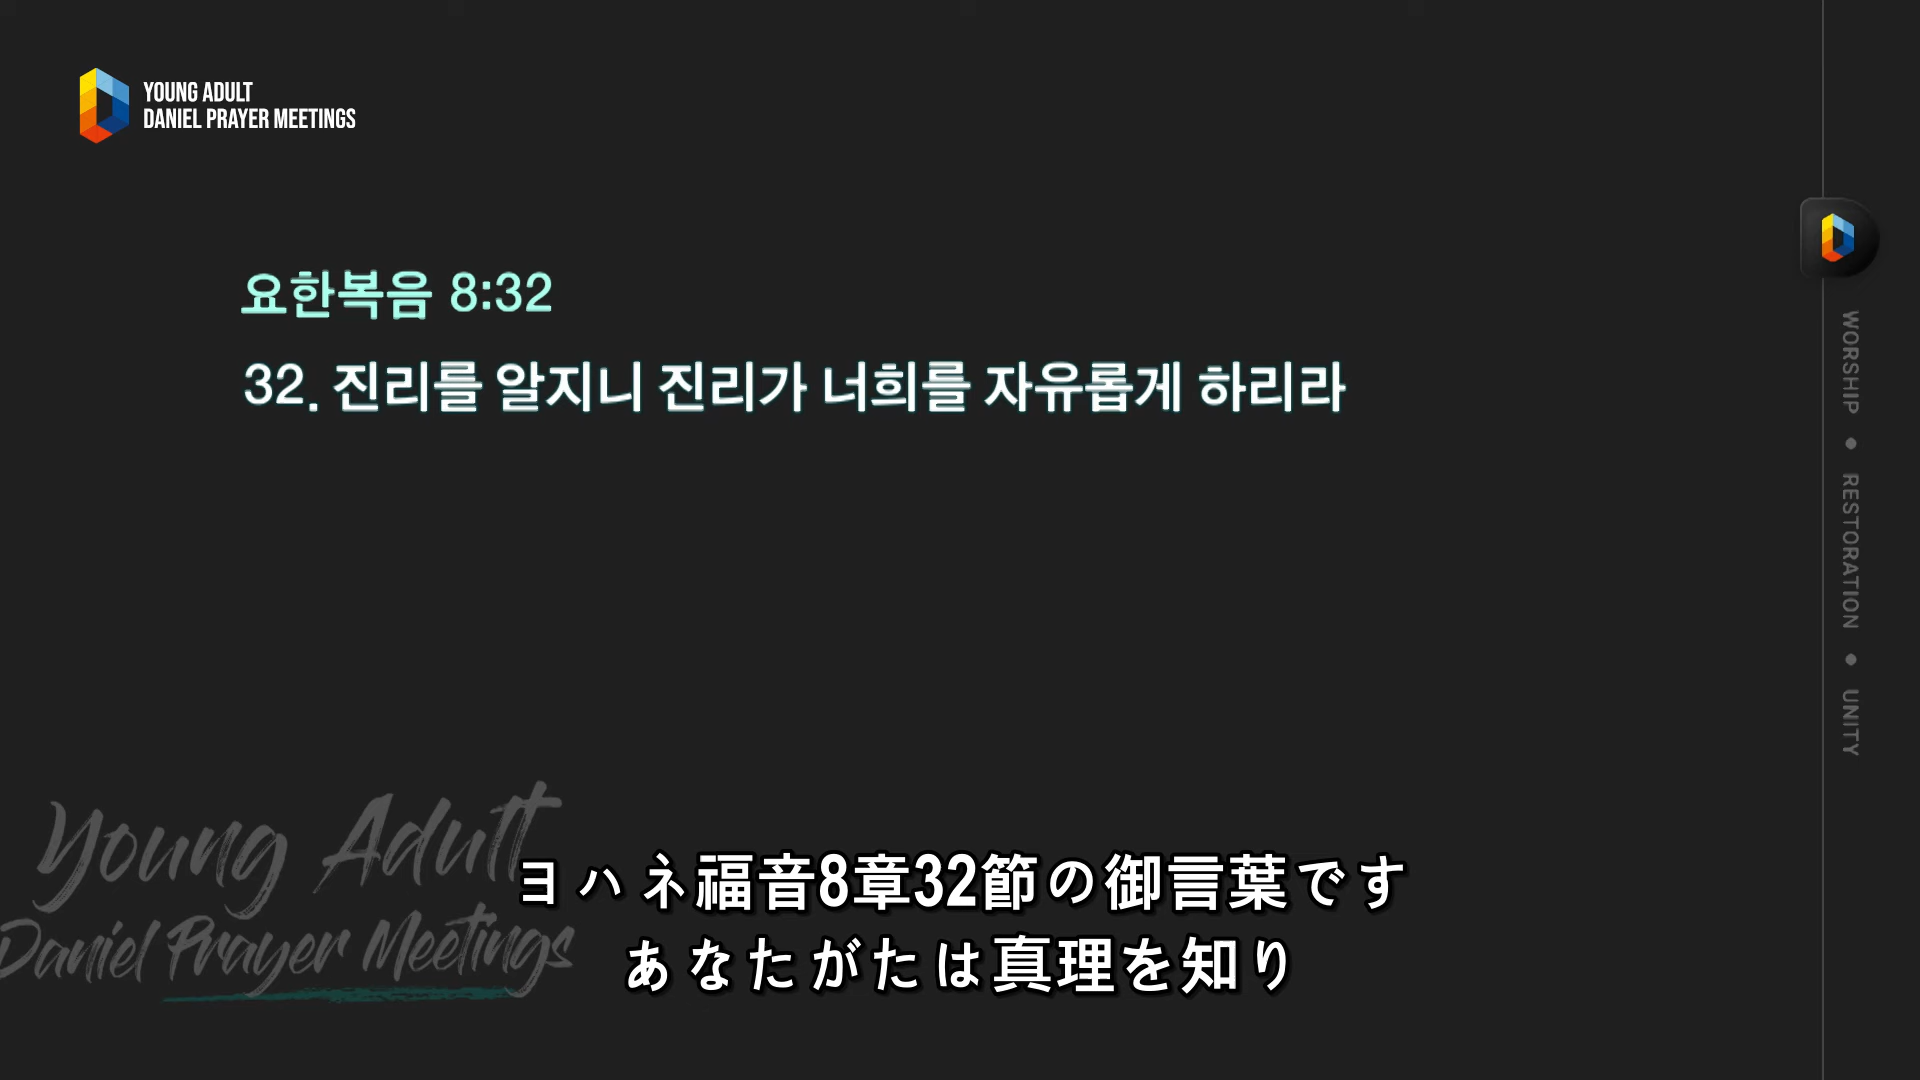 YOUNG ADULT
DANIEL PRAYER MEETINGS
요한복음 8:32
32. 진리를 알지니 진리가 너희를 자유롭게 하리라
WORSHIP • RESTORATION • UNITY
Young Adult
Daniel Prayer Meetings
ヨハネ福音8章32節の御言葉です
あなたがたは真理を知り